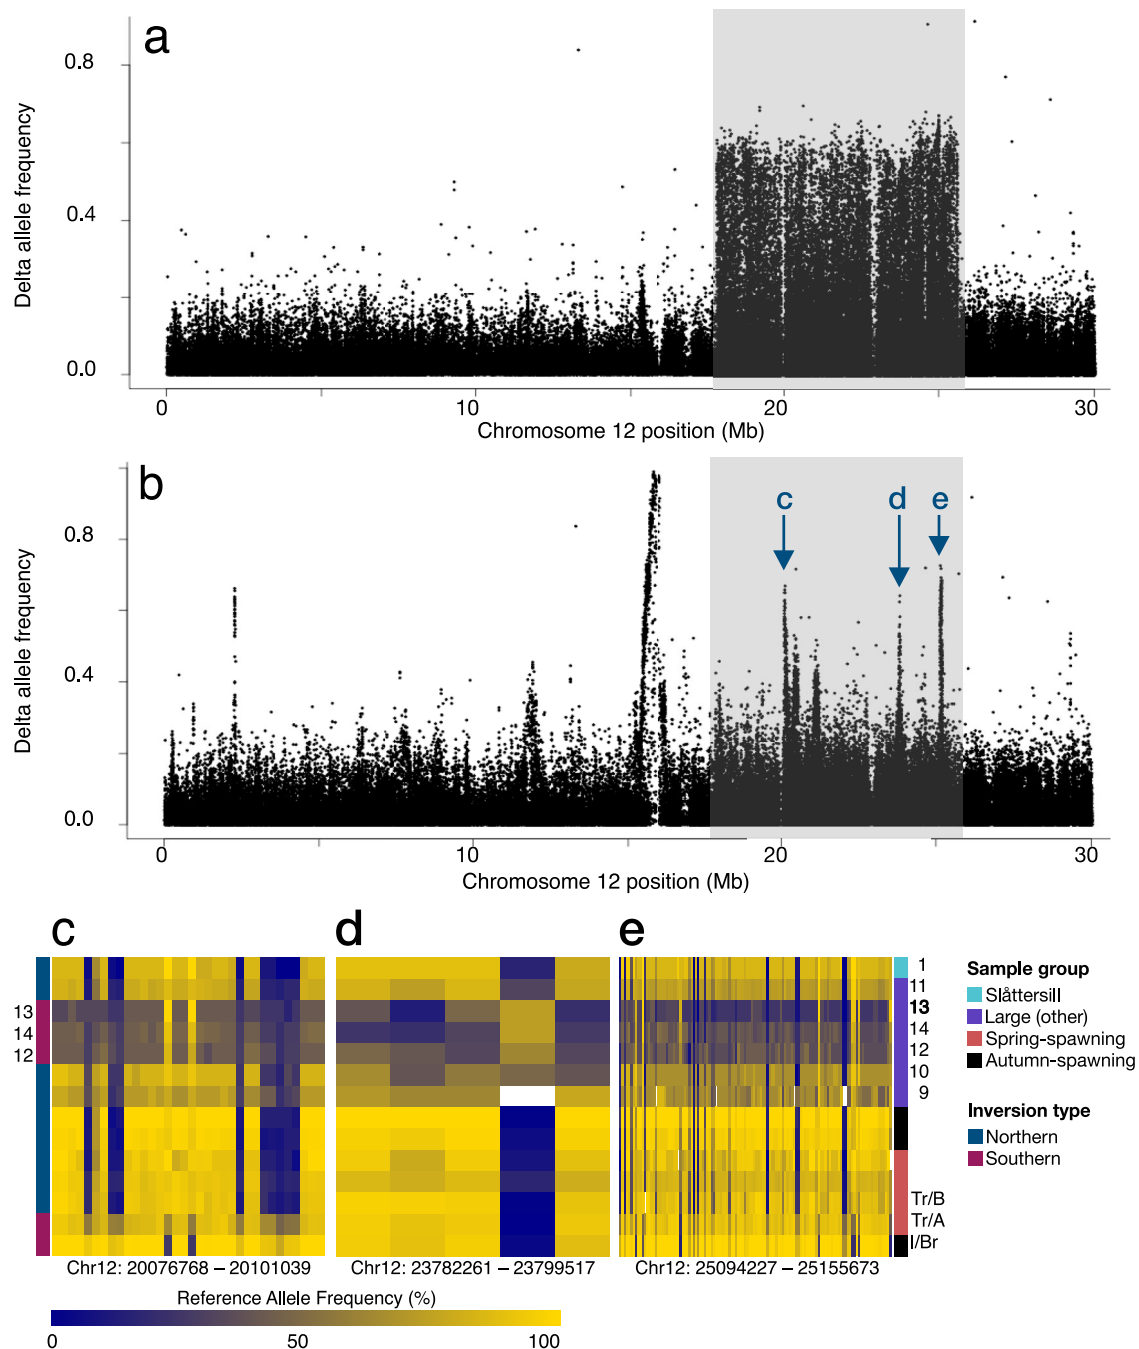 a
0.8
0.4
0.0
Delta allele frequency
0
10
20
30
Chromosome 12 position (Mb)
b
c
d
e
0.8
0.4
0.0
Delta allele frequency
0
10
20
30
Chromosome 12 position (Mb)
c
d
e
13
14
12
1
11
13
14
12
10
9
Tr/B
Tr/A
I/Br
Sample group
Slåttersill
Large (other)
Spring-spawning
Autumn-spawning
Inversion type
Northern
Southern
Chr12: 20076768 – 20101039
Chr12: 23782261 – 23799517
Chr12: 25094227 – 25155673
Reference Allele Frequency (%)
0
50
100